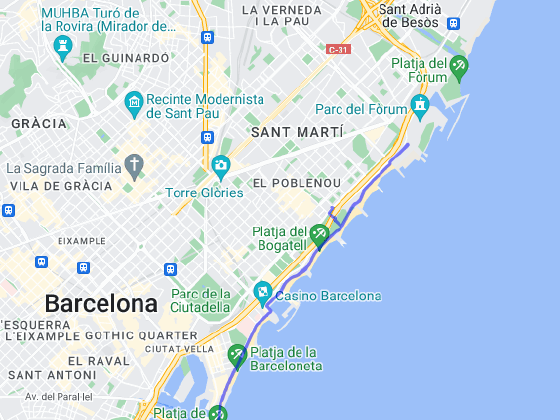 MUHBA Turó de
la Rovira (Mirador de...
LA VERNEDA
I LA PAU
Sant Adrià
de Besòs
C-31
EL GUINARDÓ
Platja del
Fòrum
Recinte Modernista
de Sant Pau
Parc del Fòrum
GRÀCIA
SANT MARTÍ
La Sagrada Família
VILA DE GRÀCIA
Torre Glòries
EL POBLENOU
Platja del
Bogatell
EIXAMPLE
Parc de la
Ciutadella
Casino Barcelona
Barcelona
L'ESQUERRA
L'EIXAMPLE
GOTHIC QUARTER
CIUTAT VELLA
Platja de la
Barceloneta
EL RAVAL
SANT ANTONI
Av. del Paral·lel
Platja de